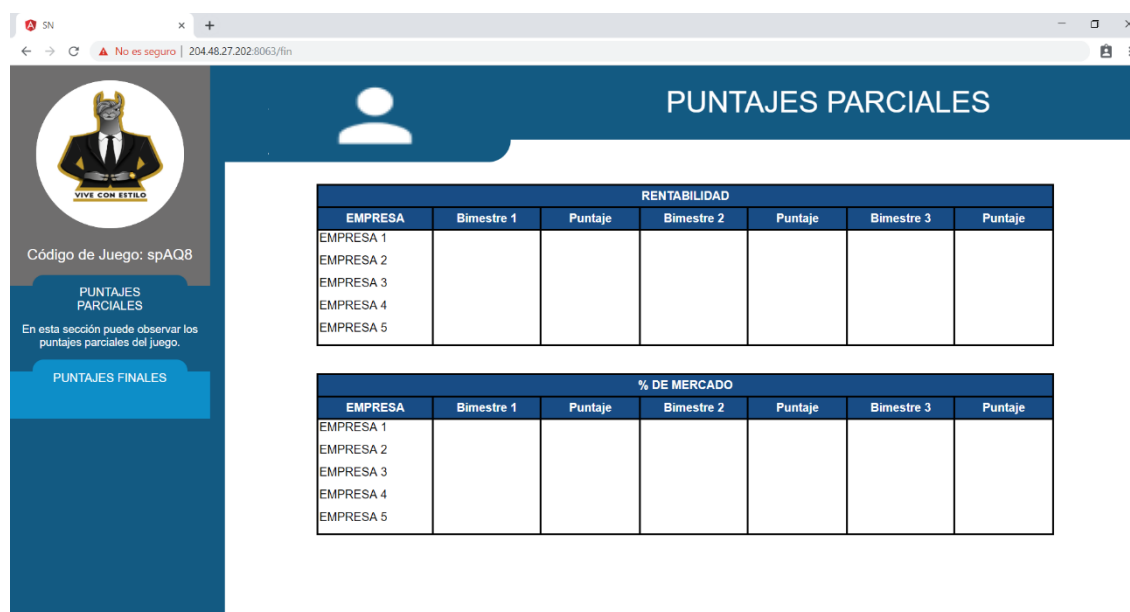 SN
No es seguro | 204.48.27.202:8063/fin
VIVE CON ESTILO
Código de Juego: spAQ8
PUNTAJES
PARCIALES
En esta sección puede observar los
puntajes parciales del juego.
PUNTAJES FINALES
PUNTAJES PARCIALES
RENTABILIDAD
EMPRESA Bimestre 1 Puntaje Bimestre 2 Puntaje Bimestre 3 Puntaje
EMPRESA 1
EMPRESA 2
EMPRESA 3
EMPRESA 4
EMPRESA 5
% DE MERCADO
EMPRESA Bimestre 1 Puntaje Bimestre 2 Puntaje Bimestre 3 Puntaje
EMPRESA 1
EMPRESA 2
EMPRESA 3
EMPRESA 4
EMPRESA 5